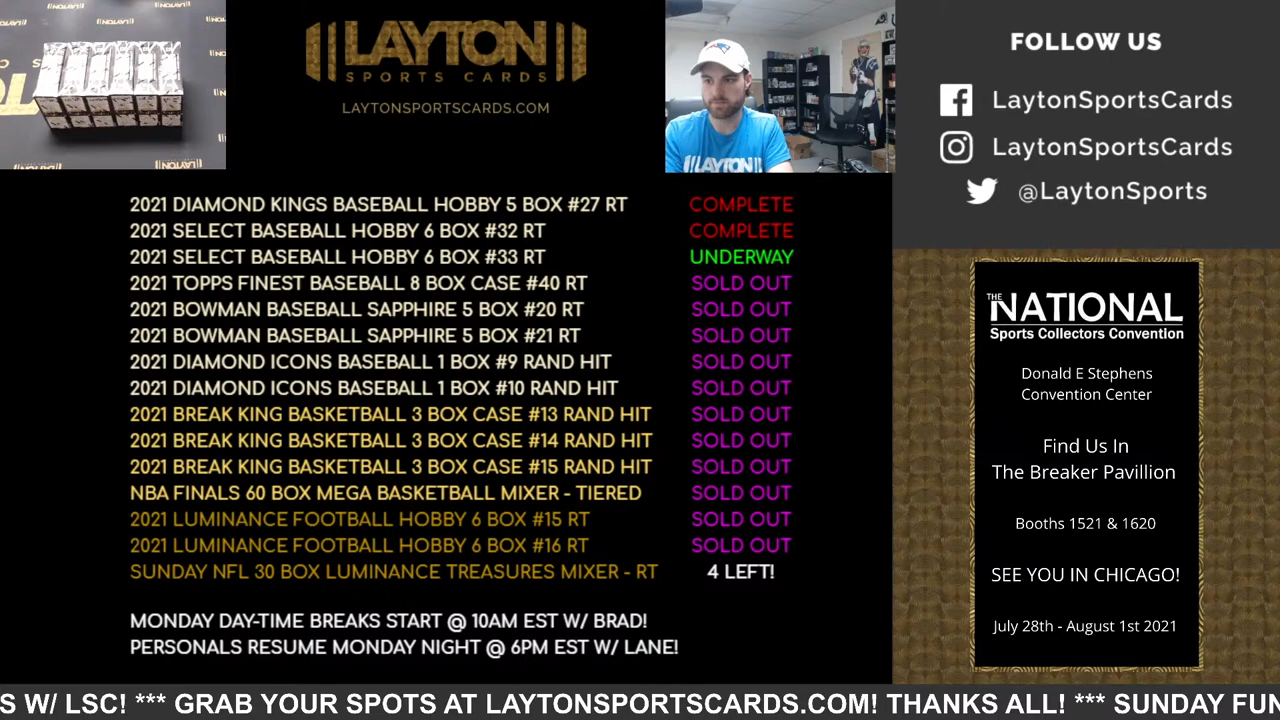 LAYTON
SPORTS CARDS
LAYTONSPORTSCARDS.COM
LAYTON
FOLLOW US
LaytonSportsCards
LaytonSportsCards
@LaytonSports
2021 DIAMOND KINGS BASEBALL HOBBY 5 BOX #27 RT COMPLETE
2021 SELECT BASEBALL HOBBY 6 BOX #32 RT COMPLETE
2021 SELECT BASEBALL HOBBY 6 BOX #33 RT UNDERWAY
2021 TOPPS FINEST BASEBALL 8 BOX CASE #40 RT SOLD OUT
2021 BOWMAN BASEBALL SAPPHIRE 5 BOX #20 RT SOLD OUT
2021 BOWMAN BASEBALL SAPPHIRE 5 BOX #21 RT SOLD OUT
2021 DIAMOND ICONS BASEBALL 1 BOX #9 RAND HIT SOLD OUT
2021 DIAMOND ICONS BASEBALL 1 BOX #10 RAND HIT SOLD OUT
2021 BREAK KING BASKETBALL 3 BOX CASE #13 RAND HIT SOLD OUT
2021 BREAK KING BASKETBALL 3 BOX CASE #14 RAND HIT SOLD OUT
2021 BREAK KING BASKETBALL 3 BOX CASE #15 RAND HIT SOLD OUT
NBA FINALS 60 BOX MEGA BASKETBALL MIXER - TIERED SOLD OUT
2021 LUMINANCE FOOTBALL HOBBY 6 BOX #15 RT SOLD OUT
2021 LUMINANCE FOOTBALL HOBBY 6 BOX #16 RT SOLD OUT
SUNDAY NFL 30 BOX LUMINANCE TREASURES MIXER - RT 4 LEFT!
MONDAY DAY-TIME BREAKS START @ 10AM EST W/ BRAD!
PERSONALS RESUME MONDAY NIGHT @ 6PM EST W/ LANE!
THE NATIONAL
Sports Collectors Convention
Donald E Stephens
Convention Center
Find Us In
The Breaker Pavillion
Booths 1521 & 1620
SEE YOU IN CHICAGO!
July 28th - August 1st 2021
S W/ LSC! *** GRAB YOUR SPOTS AT LAYTONSPORTSCARDS.COM! THANKS ALL! *** SUNDAY FUN